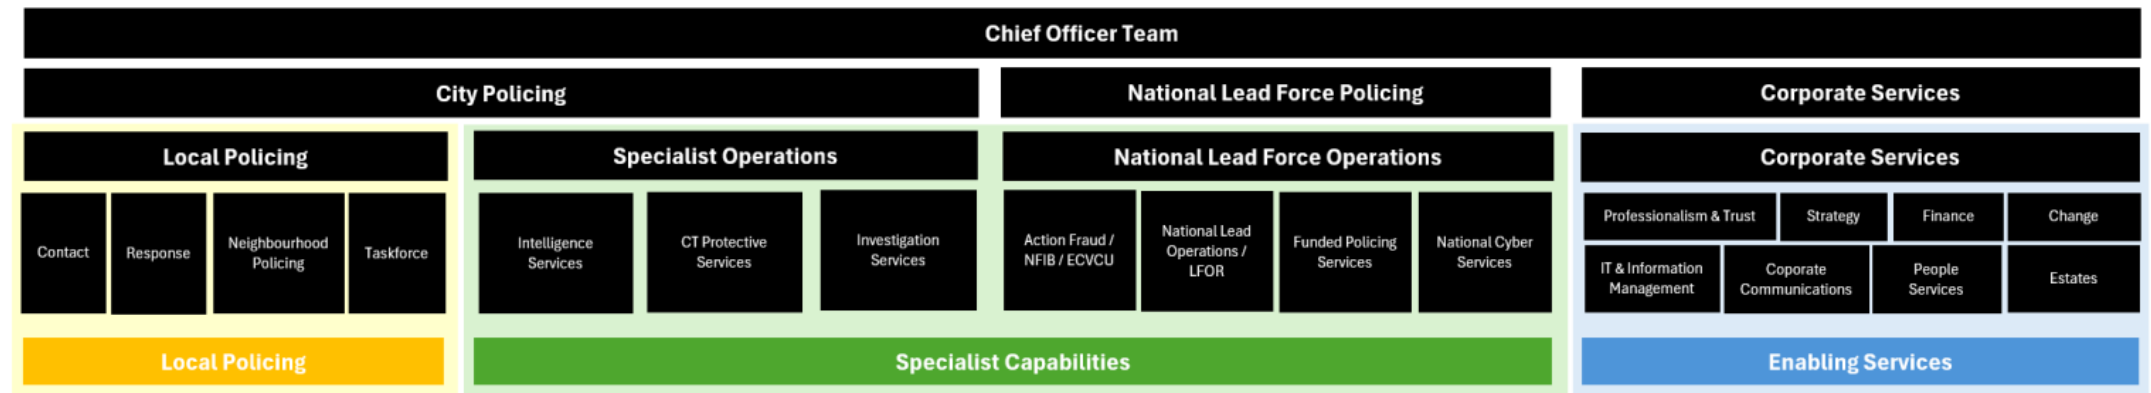 Chief Officer Team
City Policing
National Lead Force Policing
Corporate Services
Local Policing
Specialist Operations
National Lead Force Operations
Corporate Services
Contact
Response
Neighbourhood
Policing
Taskforce
Intelligence
Services
CT Protective
Services
Investigation
Services
Action Fraud /
NFIB / ECVCU
National Lead
Operations /
LFOR
Funded Policing
Services
National Cyber
Services
Professionalism & Trust
Strategy
Finance
Change
IT & Information
Management
Coporate
Communications
People
Services
Estates
Local Policing
Specialist Capabilities
Enabling Services